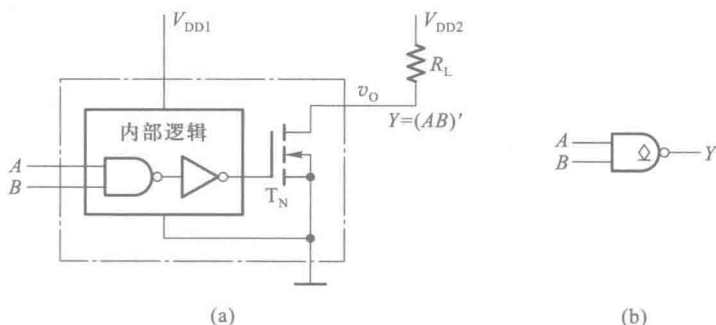 V_DD1
V_DD2
R_L
v_O
Y=(AB)′
内部逻辑
A
B
T_N
A
B
Y
(a)
(b)